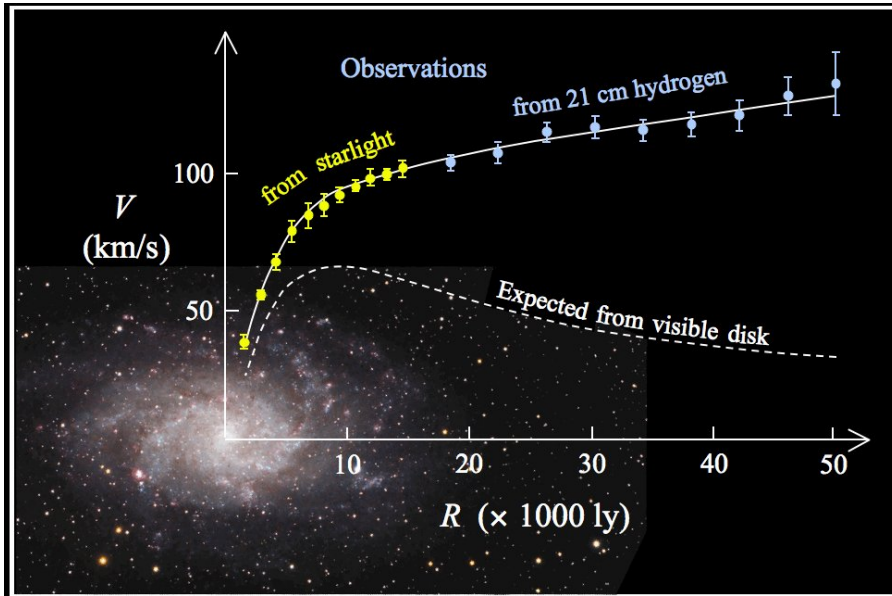 Observations
from 21 cm hydrogen
from starlight
100
V
(km/s)
50
Expected from visible disk
10
20
30
40
50
R (× 1000 ly)